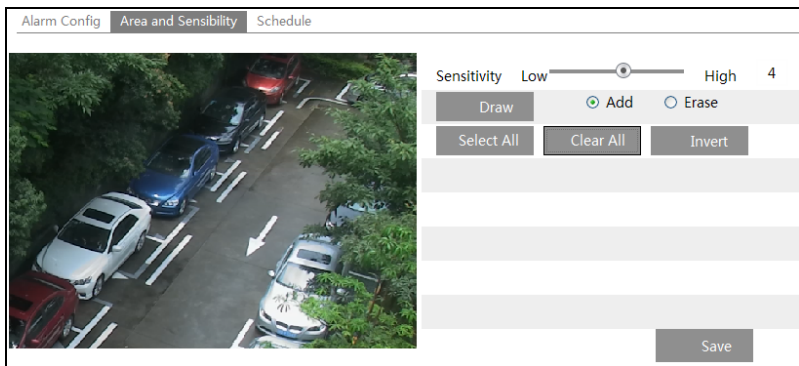 Alarm Config Area and Sensibility Schedule
Sensitivity Low High 4
Draw Add Erase
Select All Clear All Invert
Save